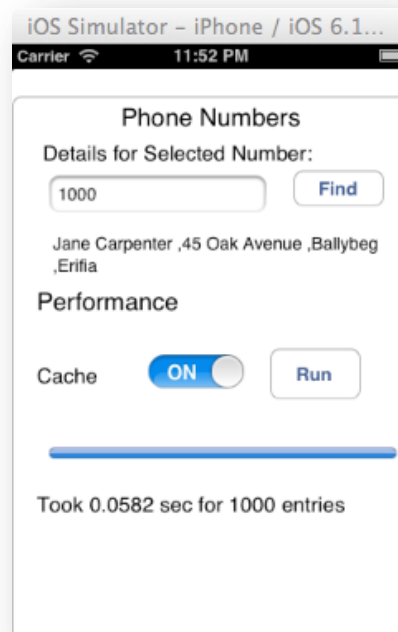 iOS Simulator – iPhone / iOS 6.1...
Carrier 11:52 PM
Phone Numbers
Details for Selected Number:
1000 Find
Jane Carpenter ,45 Oak Avenue ,Ballybeg
,Erifia
Performance
Cache ON Run
Took 0.0582 sec for 1000 entries